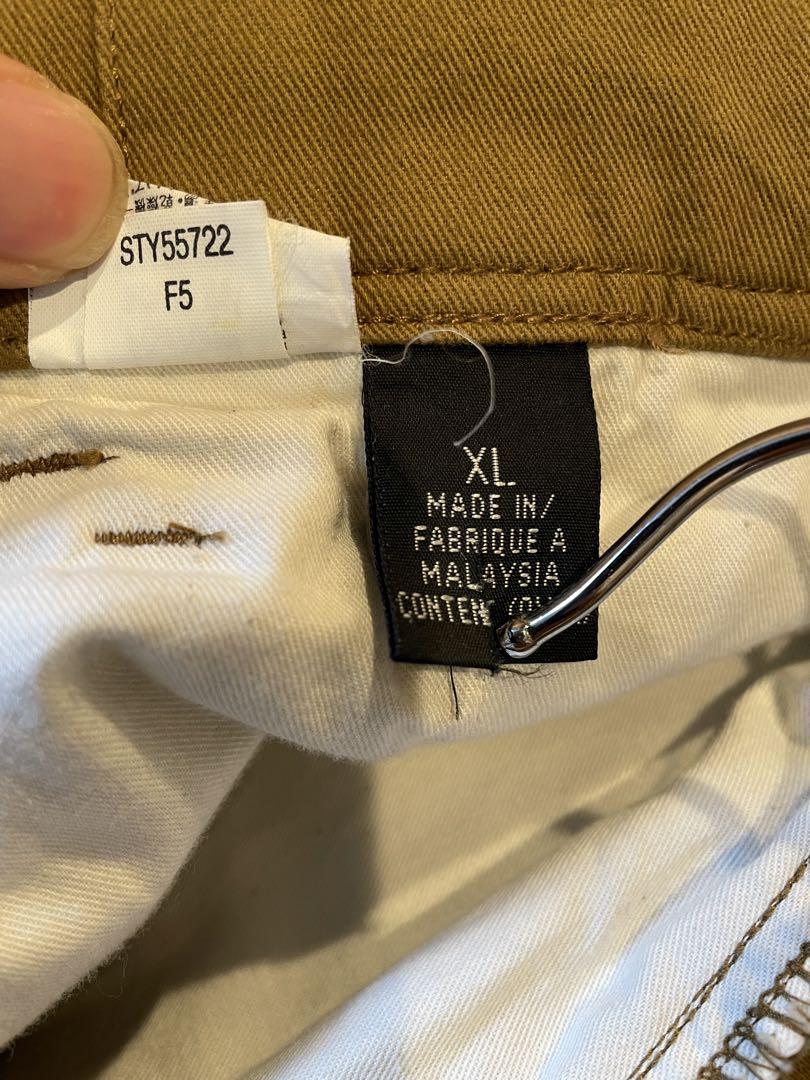 STY55722
F5
XL
MADE IN/
FABRIQUE A
MALAYSIA